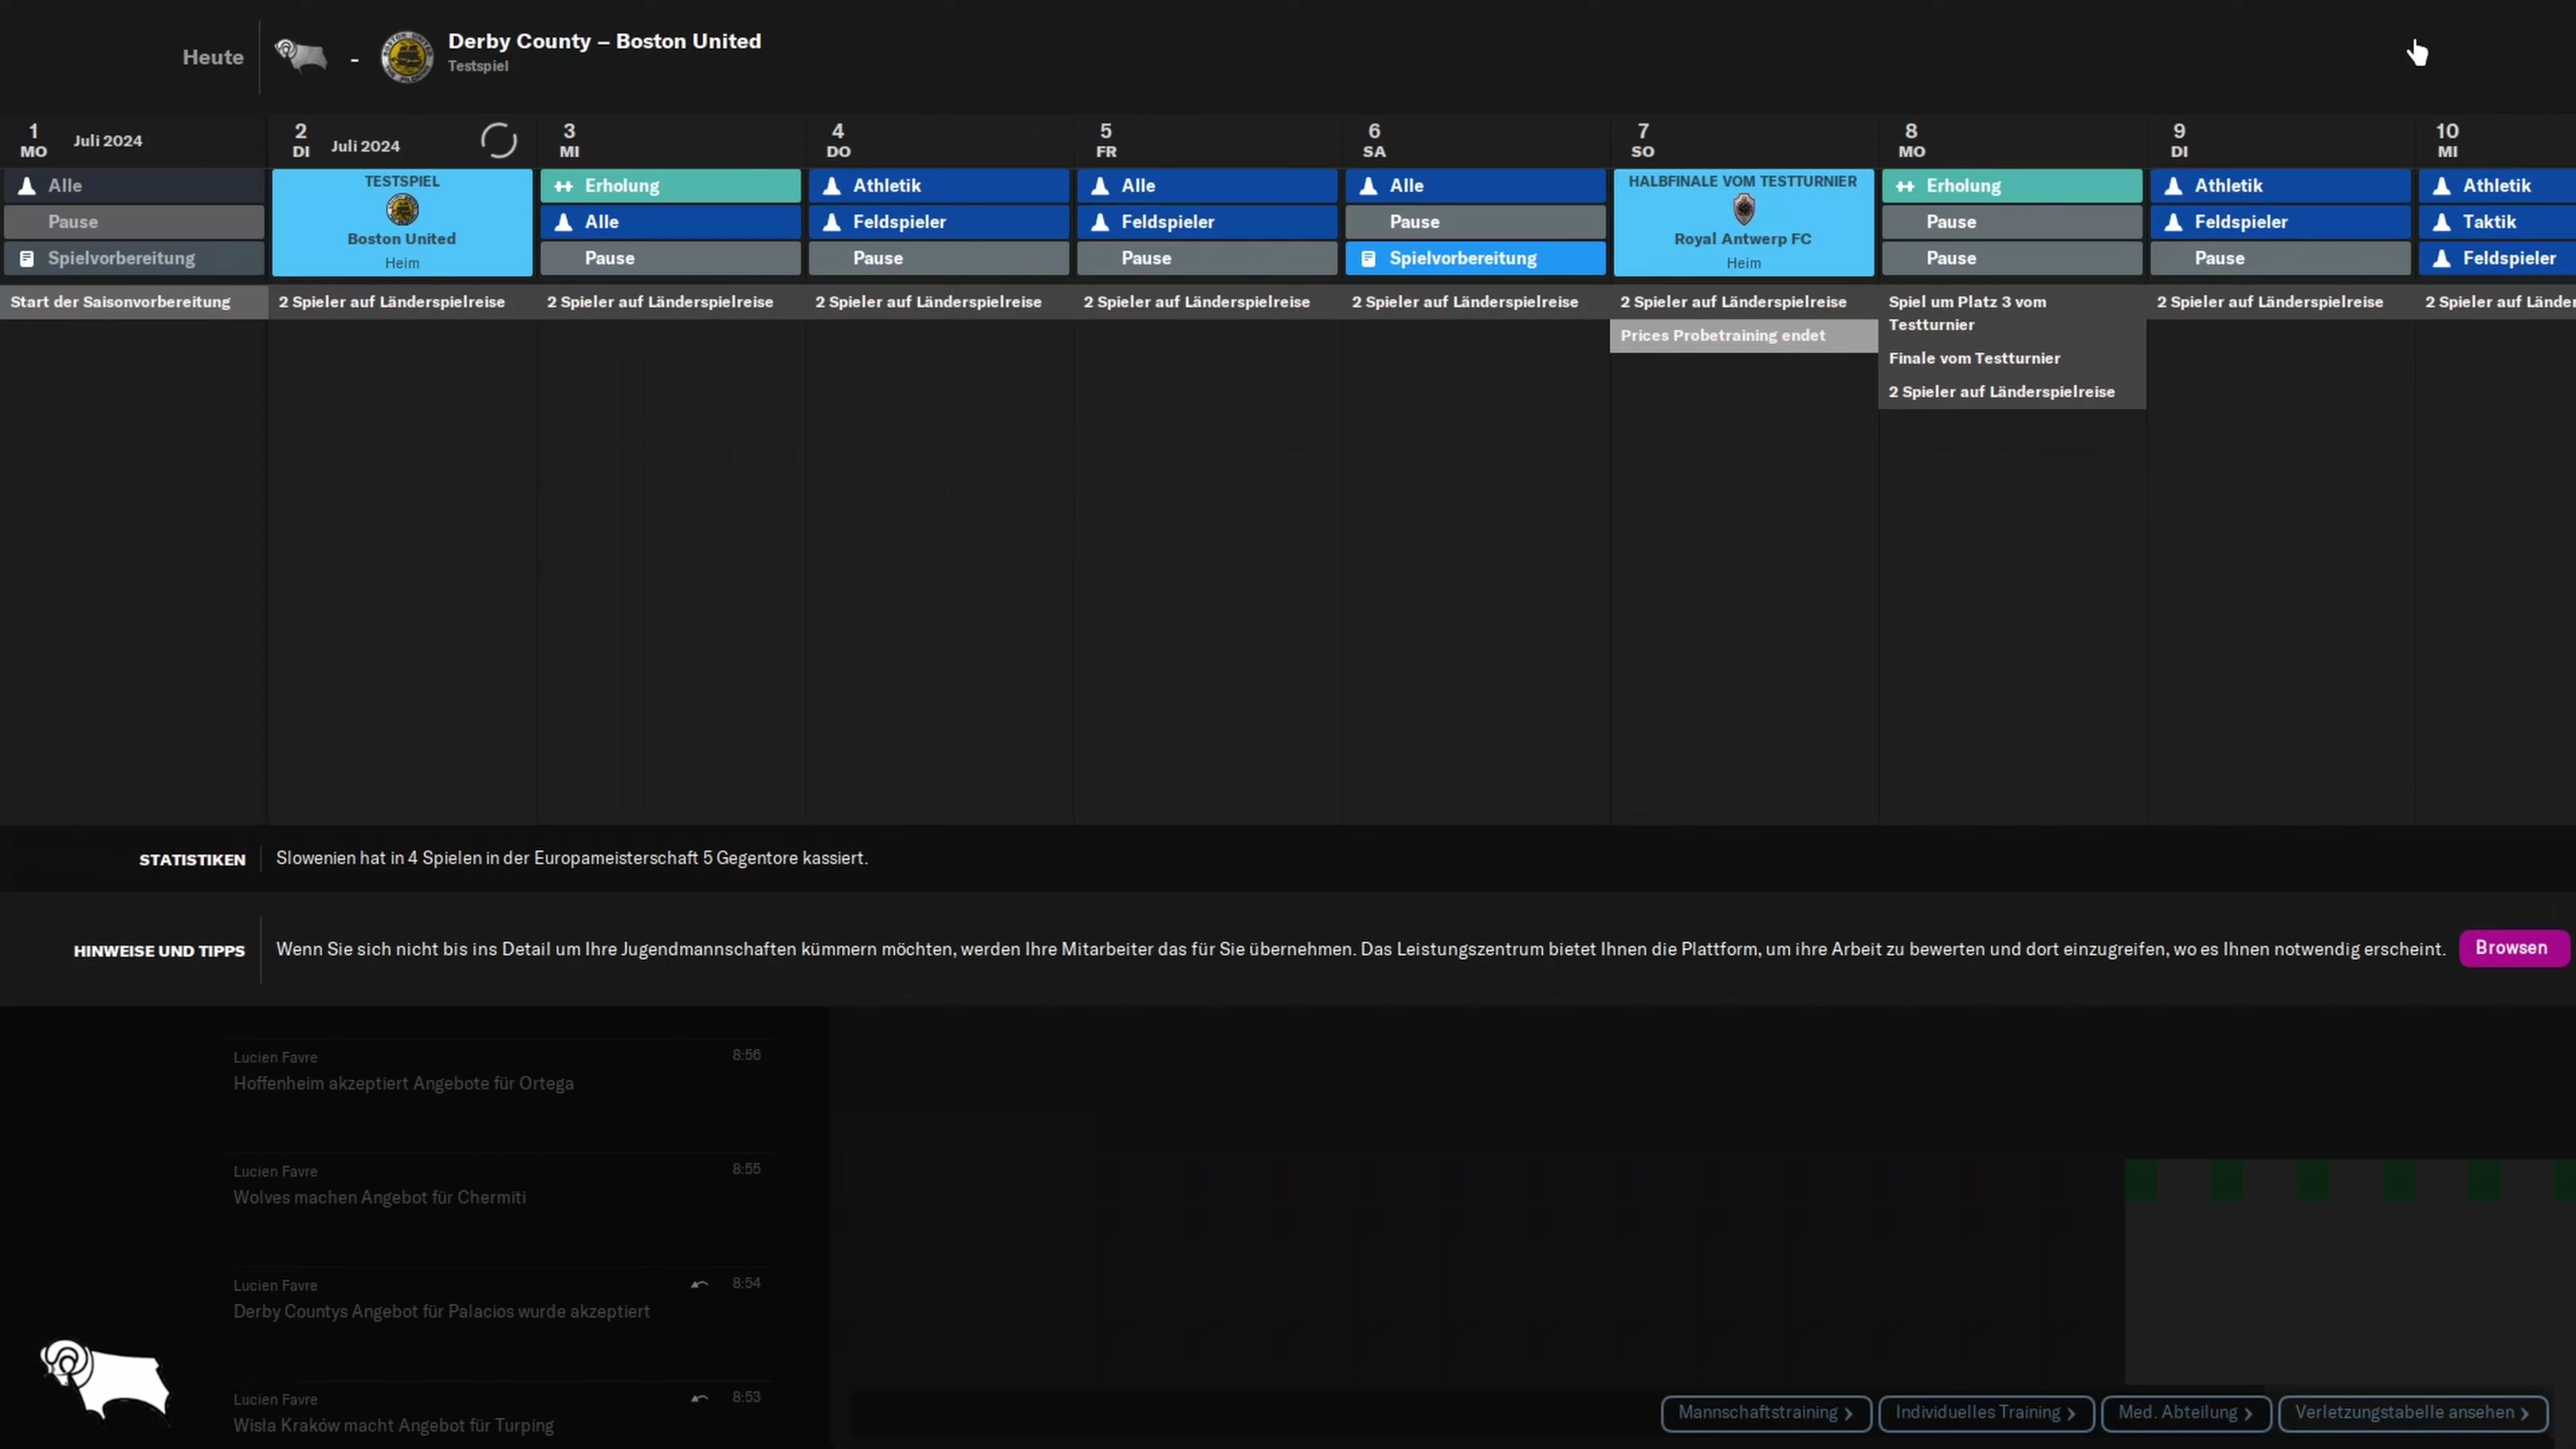 Heute
-
Derby County – Boston United
Testspiel
1
MO
Juli 2024
2
DI
Juli 2024
3
MI
4
DO
5
FR
6
SA
7
SO
8
MO
9
DI
10
MI
Alle
Pause
Spielvorbereitung
TESTSPIEL
Boston United
Heim
Erholung
Alle
Pause
Athletik
Feldspieler
Pause
Alle
Feldspieler
Pause
Alle
Pause
Spielvorbereitung
HALBFINALE VOM TESTTURNIER
Royal Antwerp FC
Heim
Erholung
Pause
Pause
Athletik
Feldspieler
Pause
Athletik
Taktik
Feldspieler
Start der Saisonvorbereitung
2 Spieler auf Länderspielreise
2 Spieler auf Länderspielreise
2 Spieler auf Länderspielreise
2 Spieler auf Länderspielreise
2 Spieler auf Länderspielreise
2 Spieler auf Länderspielreise
Prices Probetraining endet
Spiel um Platz 3 vom
Testturnier
Finale vom Testturnier
2 Spieler auf Länderspielreise
2 Spieler auf Länderspielreise
2 Spieler auf Länder
STATISTIKEN
Slowenien hat in 4 Spielen in der Europameisterschaft 5 Gegentore kassiert.
HINWEISE UND TIPPS
Wenn Sie sich nicht bis ins Detail um Ihre Jugendmannschaften kümmern möchten, werden Ihre Mitarbeiter das für Sie übernehmen. Das Leistungszentrum bietet Ihnen die Plattform, um ihre Arbeit zu bewerten und dort einzugreifen, wo es Ihnen notwendig erscheint.
Browsen
Lucien Favre
8:56
Hoffenheim akzeptiert Angebote für Ortega
Lucien Favre
8:55
Wolves machen Angebot für Chermiti
Lucien Favre
8:54
Derby Countys Angebot für Palacios wurde akzeptiert
Lucien Favre
8:53
Wisła Kraków macht Angebot für Turping
Mannschaftstraining >
Individuelles Training >
Med. Abteilung >
Verletzungstabelle ansehen >